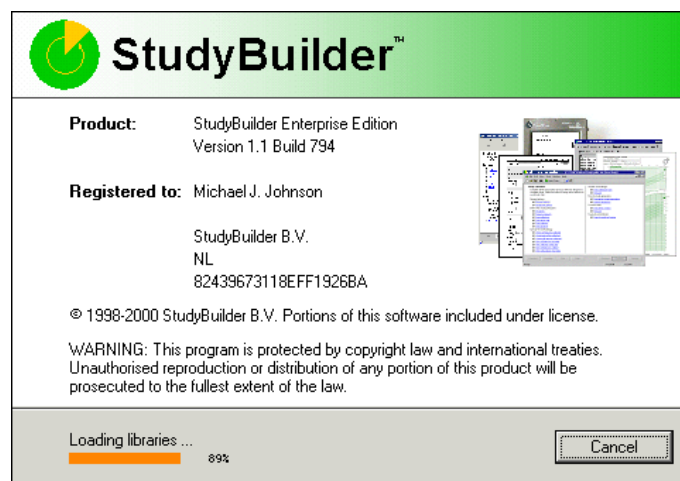 StudyBuilder™
Product: StudyBuilder Enterprise Edition
Version 1.1 Build 794
Registered to: Michael J. Johnson
StudyBuilder B.V.
NL
82439673118EFF1926BA
© 1998-2000 StudyBuilder B.V. Portions of this software included under license.
WARNING: This program is protected by copyright law and international treaties.
Unauthorised reproduction or distribution of any portion of this product will be
prosecuted to the fullest extent of the law.
Loading libraries ...
89%
Cancel